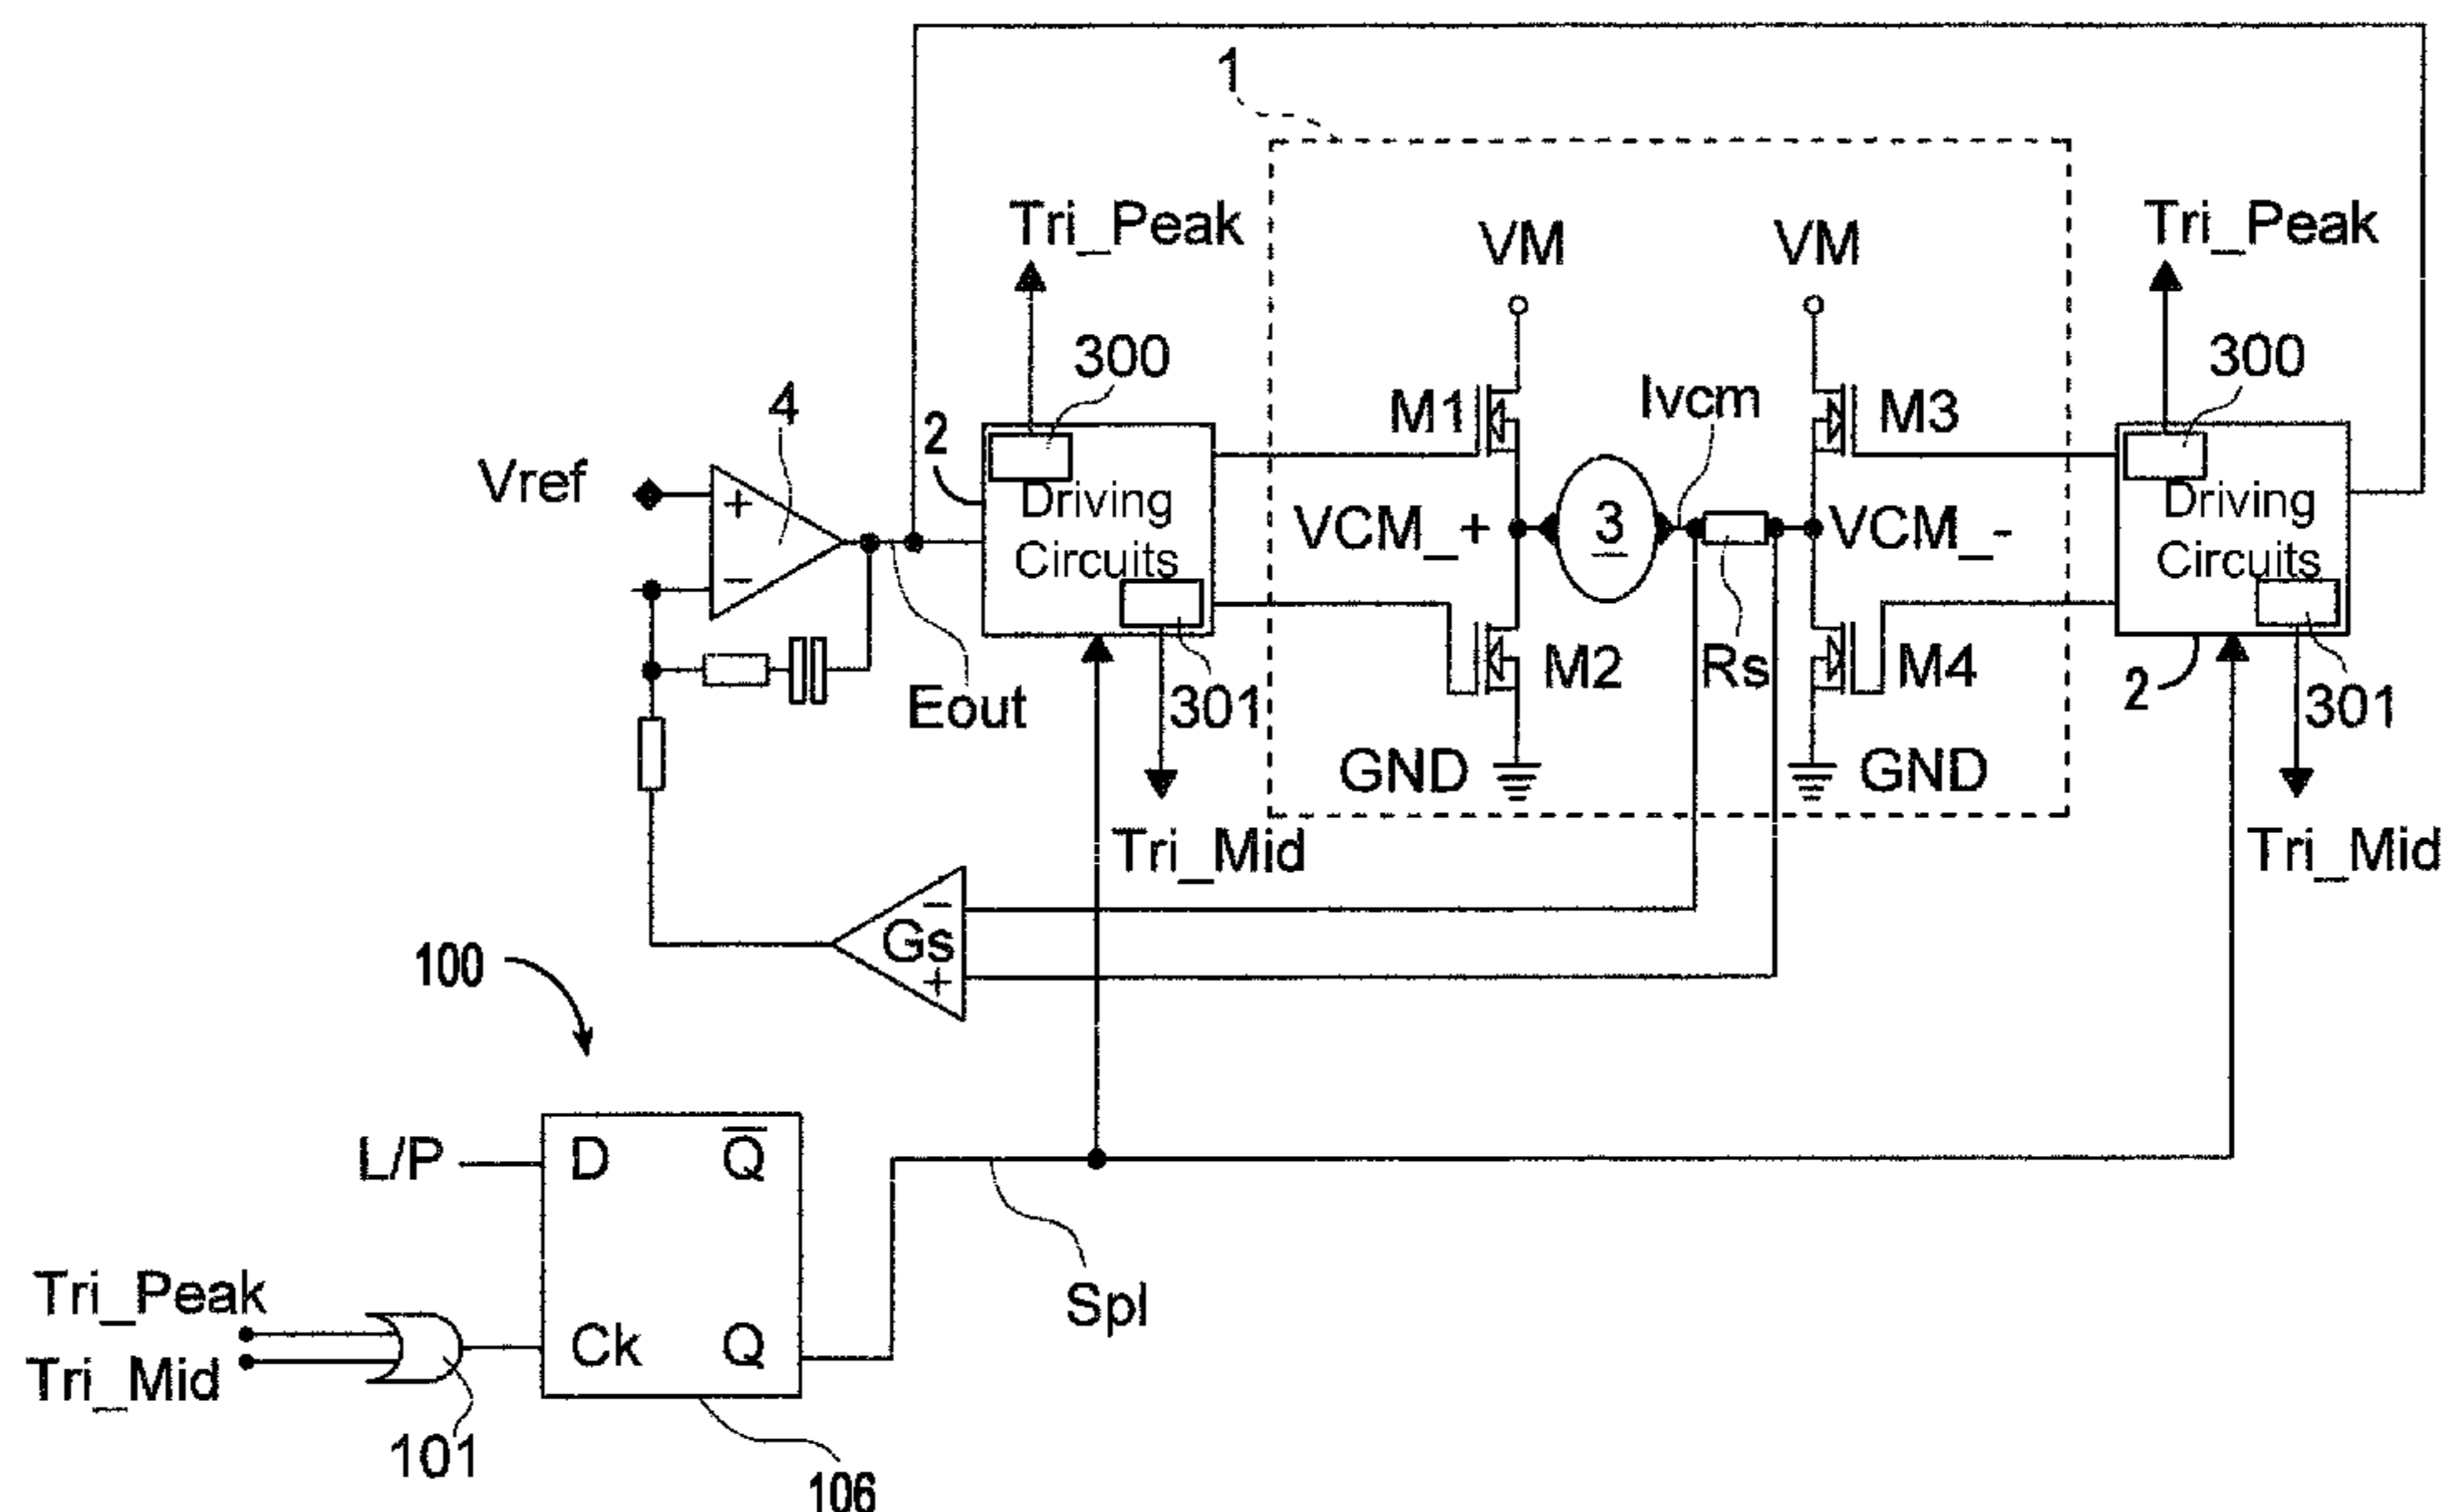 1
Tri_Peak
Tri_Peak
VM
VM
300
300
4
2
M1
Ivcm
M3
Vref
+
−
Driving
Circuits
VCM_+
3
VCM_-
Driving
Circuits
Eout
301
M2
Rs
M4
2
301
GND
GND
Tri_Mid
Tri_Mid
−
Gs
+
100
L/P
D
Q
Spl
Tri_Peak
Tri_Mid
Ck
Q
101
106